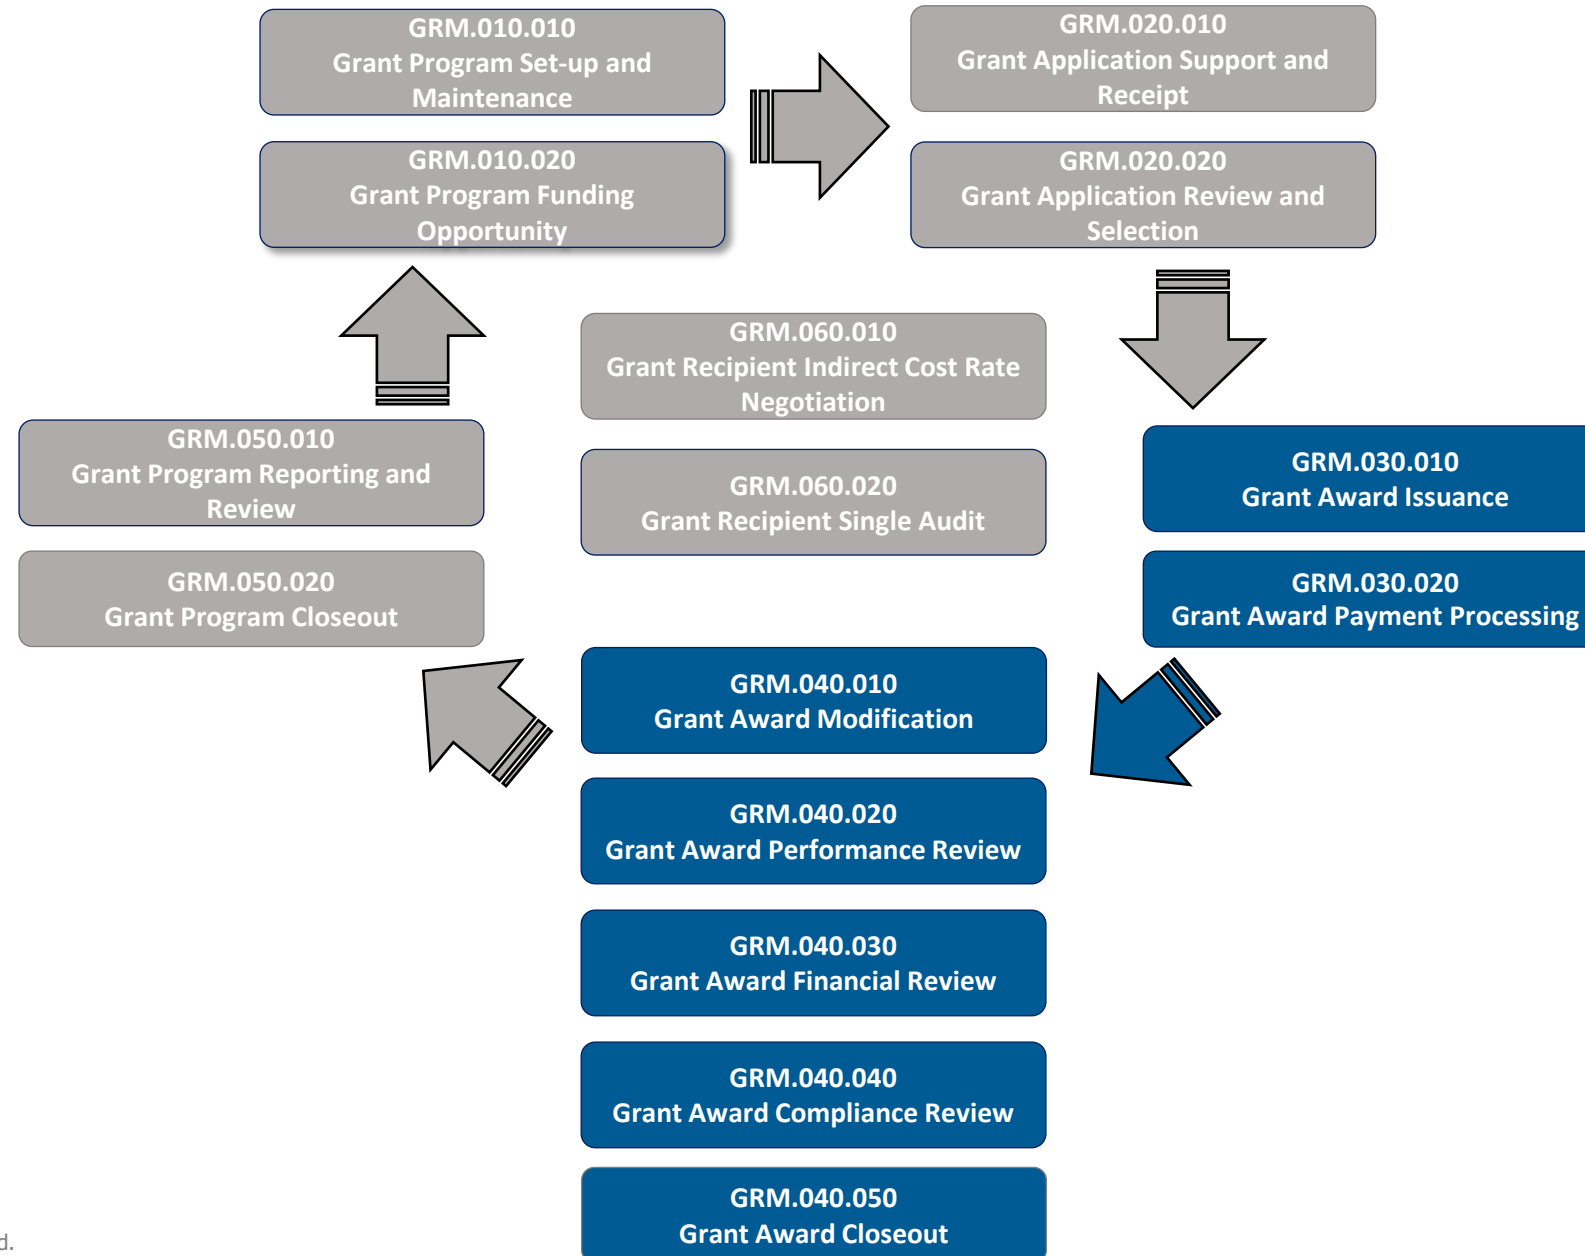 GRM.010.010
Grant Program Set-up and
Maintenance
GRM.010.020
Grant Program Funding
Opportunity
GRM.020.010
Grant Application Support and
Receipt
GRM.020.020
Grant Application Review and
Selection
GRM.060.010
Grant Recipient Indirect Cost Rate
Negotiation
GRM.060.020
Grant Recipient Single Audit
GRM.050.010
Grant Program Reporting and
Review
GRM.050.020
Grant Program Closeout
GRM.030.010
Grant Award Issuance
GRM.030.020
Grant Award Payment Processing
GRM.040.010
Grant Award Modification
GRM.040.020
Grant Award Performance Review
GRM.040.030
Grant Award Financial Review
GRM.040.040
Grant Award Compliance Review
GRM.040.050
Grant Award Closeout
d.